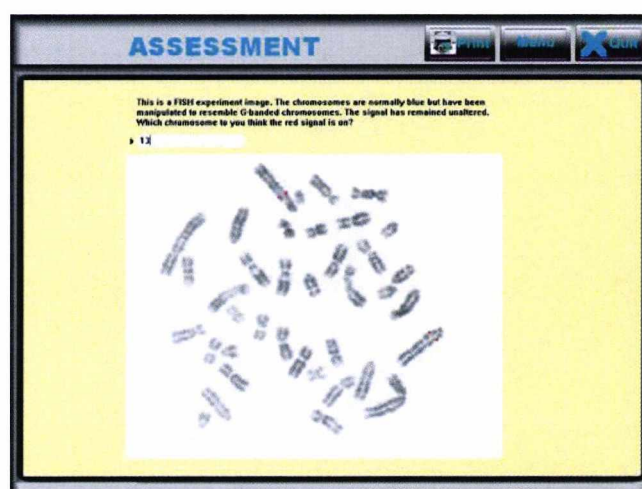 ASSESSMENT
Print
Menu
Quit
This is a FISH experiment image. The chromosomes are normally blue but have been
manipulated to resemble G-banded chromosomes. The signal has remained unaltered.
Which chromosome to you think the red signal is on?